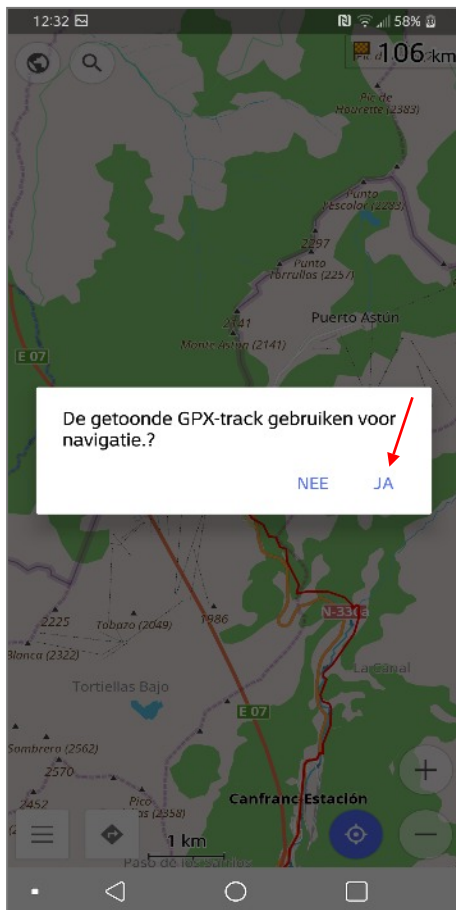 12:32
58%
106 km
Pic de
Hourette (2383)
Punta
Escolar (2283)
2297
Punta
Torrullas (2257)
2141
Monte Astún (2141)
Puerto Astún
E 07
De getoonde GPX-track gebruiken voor
navigatie.?
NEE JA
2225
Tobazo (2049)
1986
N-330a
Blanca (2322)
La Canal
Tortiellas Bajo
E 07
Sombrero (2562)
2570
2452
Pico
(2358)
Canfranc-Estación
1 km
Paso de